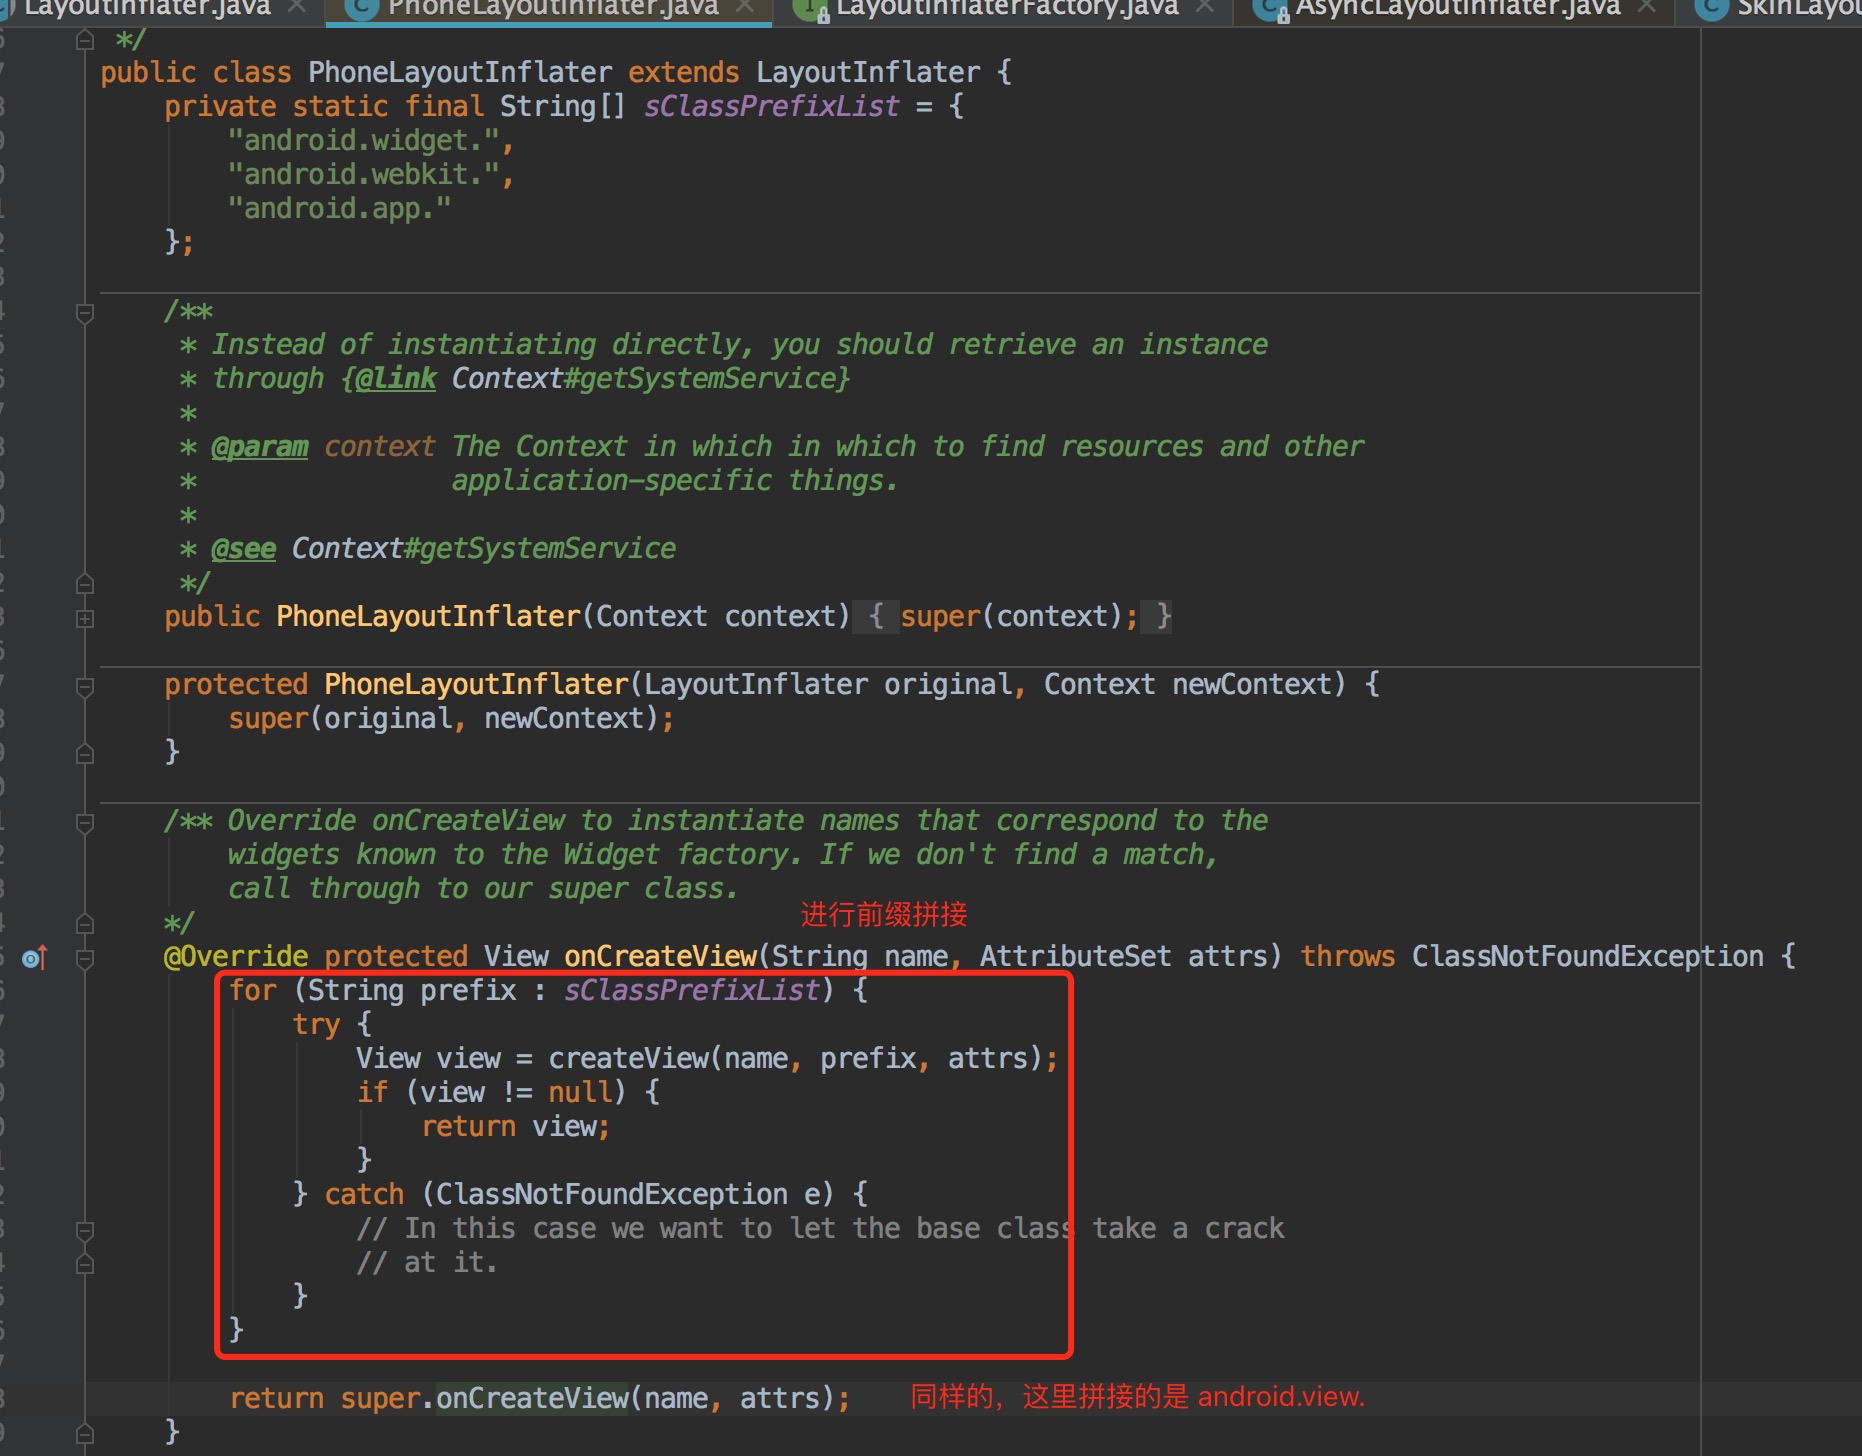 LayoutInflater.java PhoneLayoutInflater.java LayoutInflaterFactory.java AsyncLayoutInflater.java
*/
public class PhoneLayoutInflater extends LayoutInflater {
private static final String[] sClassPrefixList = {
"android.widget.",
"android.webkit.",
"android.app."
};
/**
* Instead of instantiating directly, you should retrieve an instance
* through {@link Context#getSystemService}
*
* @param context The Context in which in which to find resources and other
* application-specific things.
*
* @see Context#getSystemService
*/
public PhoneLayoutInflater(Context context) { super(context); }
protected PhoneLayoutInflater(LayoutInflater original, Context newContext) {
super(original, newContext);
}
/** Override onCreateView to instantiate names that correspond to the
widgets known to the Widget factory. If we don't find a match,
call through to our super class.
*/
进行前缀拼接
@Override protected View onCreateView(String name, AttributeSet attrs) throws ClassNotFoundException {
for (String prefix : sClassPrefixList) {
try {
View view = createView(name, prefix, attrs);
if (view != null) {
return view;
}
} catch (ClassNotFoundException e) {
// In this case we want to let the base class take a crack
// at it.
}
}
return super.onCreateView(name, attrs); 同样的，这里拼接的是 android.view.
}